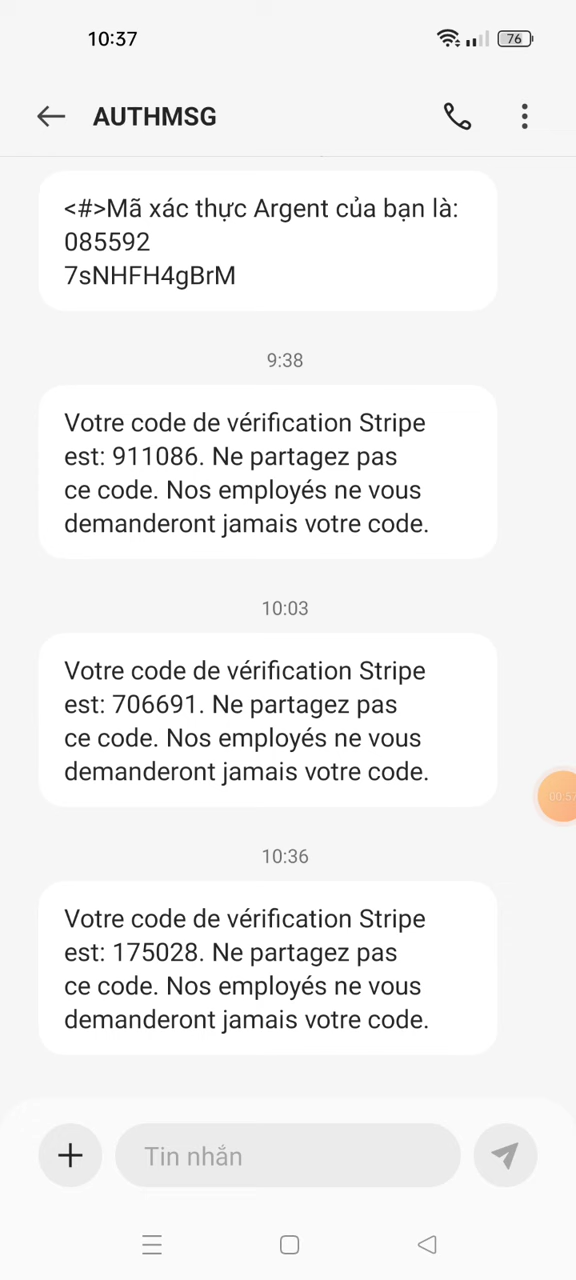 10:37
76
AUTHMSG
<#>Mã xác thực Argent của bạn là:
085592
7sNHFH4gBrM
9:38
Votre code de vérification Stripe
est: 911086. Ne partagez pas
ce code. Nos employés ne vous
demanderont jamais votre code.
10:03
Votre code de vérification Stripe
est: 706691. Ne partagez pas
ce code. Nos employés ne vous
demanderont jamais votre code.
00:57
10:36
Votre code de vérification Stripe
est: 175028. Ne partagez pas
ce code. Nos employés ne vous
demanderont jamais votre code.
Tin nhắn